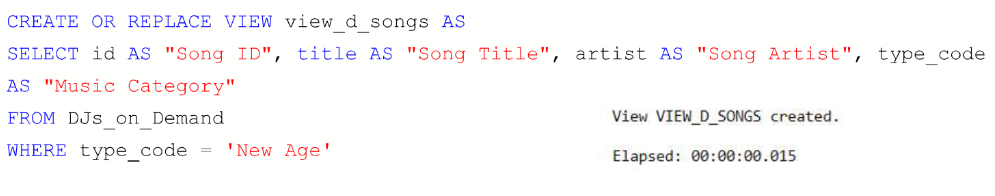 CREATE OR REPLACE VIEW view_d_songs AS
SELECT id AS "Song ID", title AS "Song Title", artist AS "Song Artist", type_code
AS "Music Category"
FROM DJs_on_Demand
WHERE type_code = 'New Age'
View VIEW_D_SONGS created.
Elapsed: 00:00:00.015